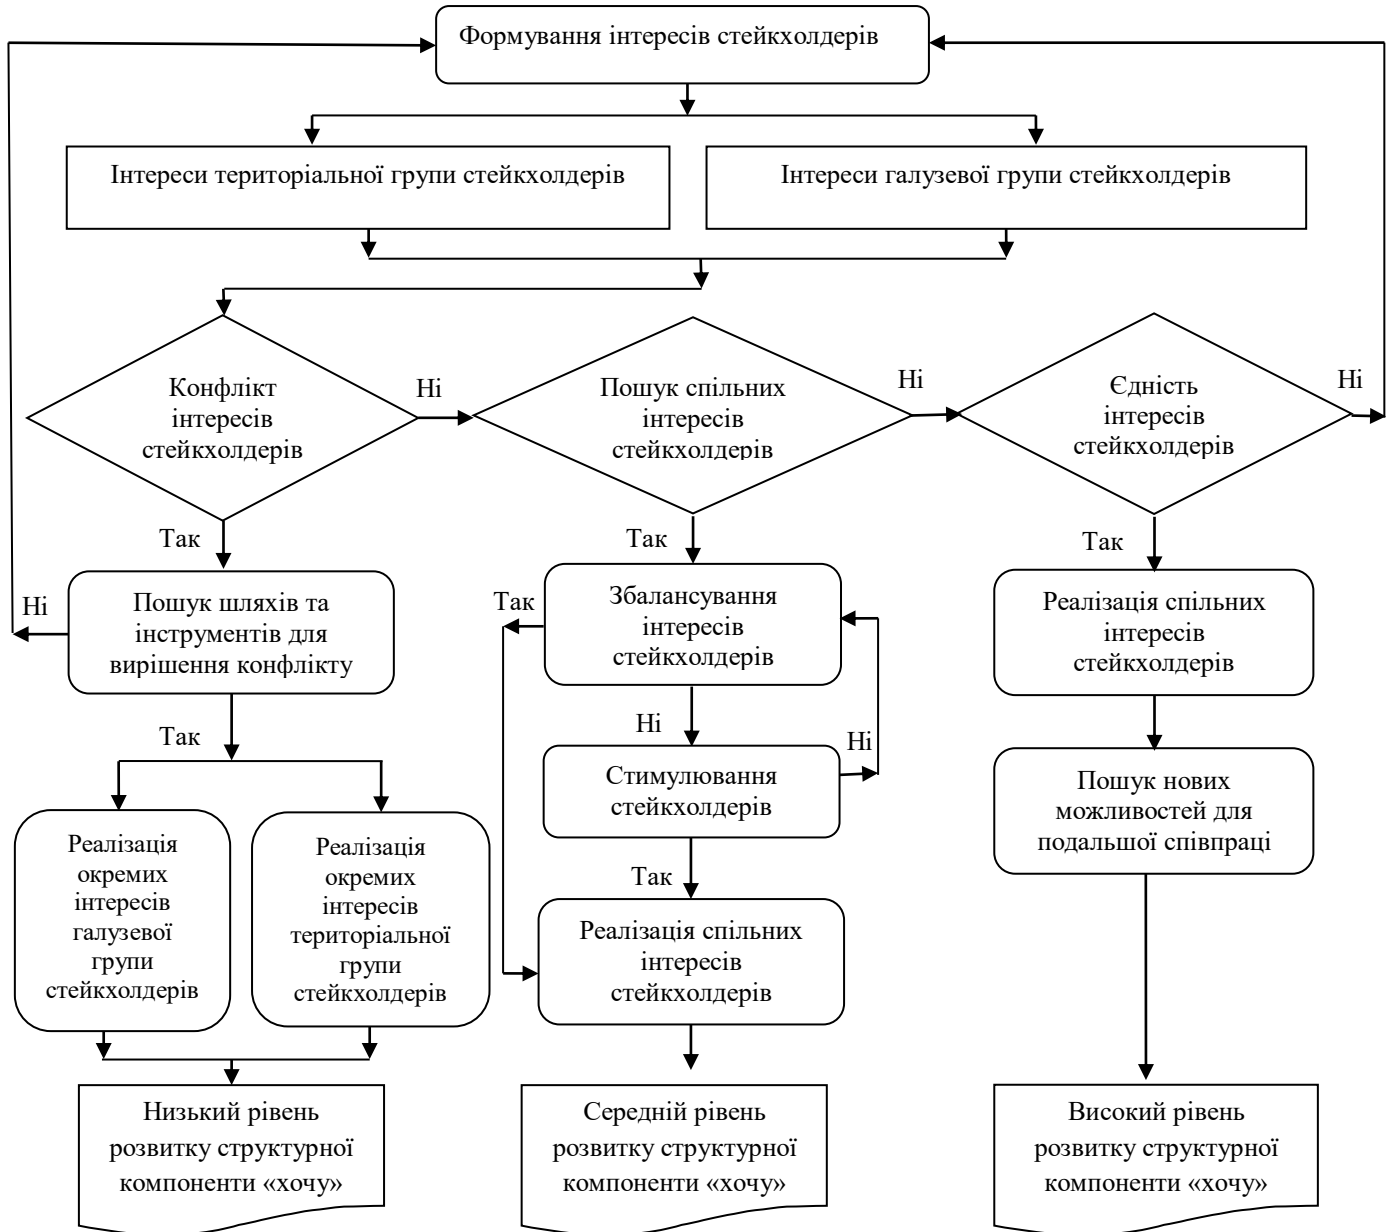 Формування інтересів стейкхолдерів
Інтереси територіальної групи стейкхолдерів
Інтереси галузевої групи стейкхолдерів
Конфлікт
інтересів
стейкхолдерів
Ні
Пошук спільних
інтересів
стейкхолдерів
Ні
Єдність
інтересів
стейкхолдерів
Ні
Так
Так
Так
Ні
Пошук шляхів та
інструментів для
вирішення конфлікту
Так
Збалансування
інтересів
стейкхолдерів
Реалізація спільних
інтересів
стейкхолдерів
Так
Ні
Ні
Стимулювання
стейкхолдерів
Пошук нових
можливостей для
подальшої співпраці
Реалізація
окремих
інтересів
галузевої
групи
стейкхолдерів
Реалізація
окремих
інтересів
територіальної
групи
стейкхолдерів
Так
Реалізація спільних
інтересів
стейкхолдерів
Низький рівень
розвитку структурної
компоненти «хочу»
Середній рівень
розвитку структурної
компоненти «хочу»
Високий рівень
розвитку структурної
компоненти «хочу»